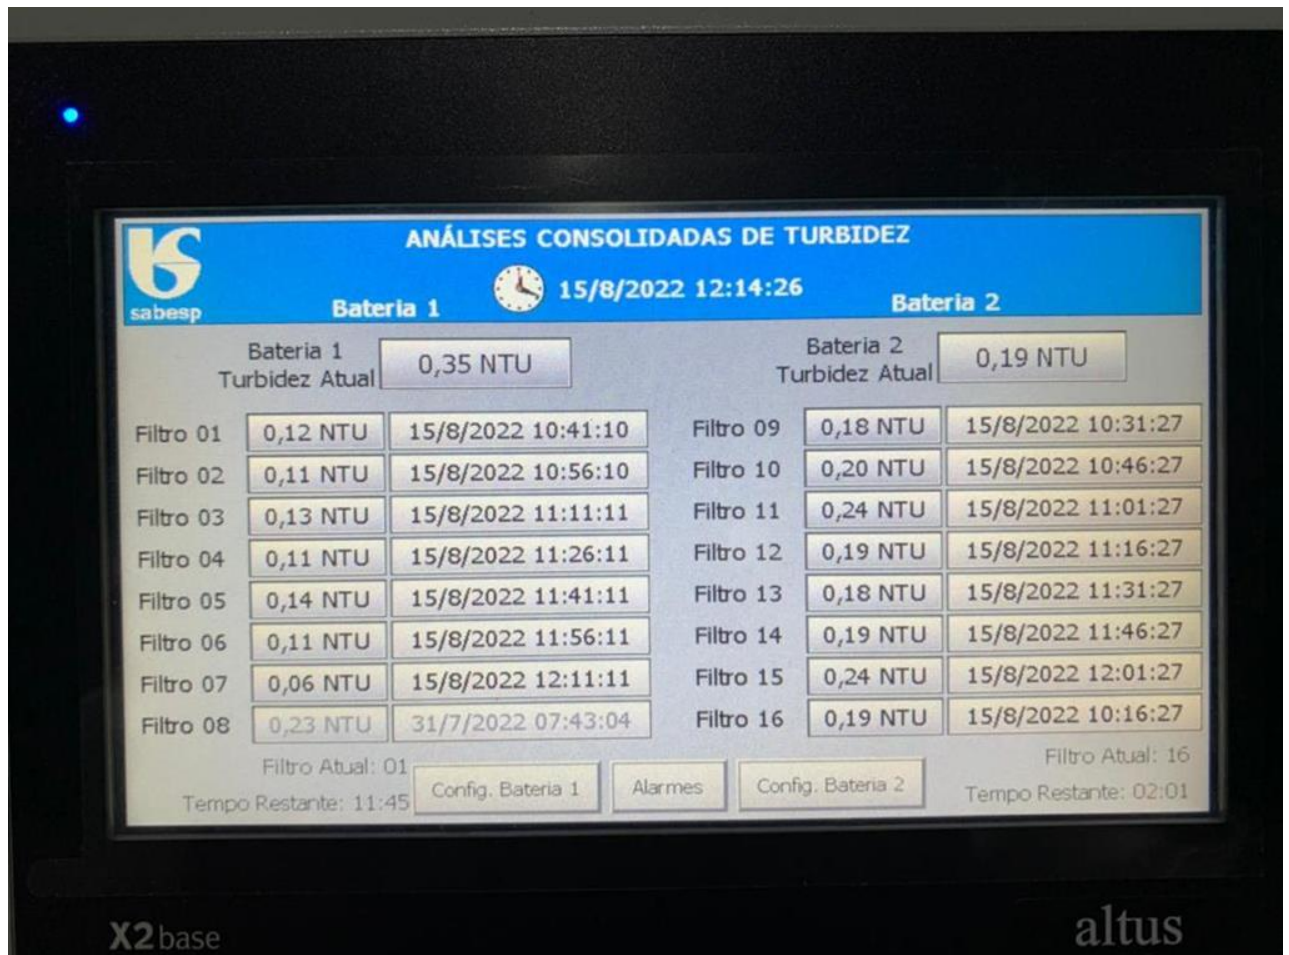 ANÁLISES CONSOLIDADAS DE TURBIDEZ
15/8/2022 12:14:26
sabesp
Bateria 1
Bateria 2
Bateria 1
Turbidez Atual
0,35 NTU
Bateria 2
Turbidez Atual
0,19 NTU
Filtro 01 0,12 NTU 15/8/2022 10:41:10
Filtro 02 0,11 NTU 15/8/2022 10:56:10
Filtro 03 0,13 NTU 15/8/2022 11:11:11
Filtro 04 0,11 NTU 15/8/2022 11:26:11
Filtro 05 0,14 NTU 15/8/2022 11:41:11
Filtro 06 0,11 NTU 15/8/2022 11:56:11
Filtro 07 0,06 NTU 15/8/2022 12:11:11
Filtro 08 0,23 NTU 31/7/2022 07:43:04
Filtro 09 0,18 NTU 15/8/2022 10:31:27
Filtro 10 0,20 NTU 15/8/2022 10:46:27
Filtro 11 0,24 NTU 15/8/2022 11:01:27
Filtro 12 0,19 NTU 15/8/2022 11:16:27
Filtro 13 0,18 NTU 15/8/2022 11:31:27
Filtro 14 0,19 NTU 15/8/2022 11:46:27
Filtro 15 0,24 NTU 15/8/2022 12:01:27
Filtro 16 0,19 NTU 15/8/2022 10:16:27
Filtro Atual: 01
Tempo Restante: 11:45
Config. Bateria 1
Alarmes
Config. Bateria 2
Filtro Atual: 16
Tempo Restante: 02:01
X2 base
altus